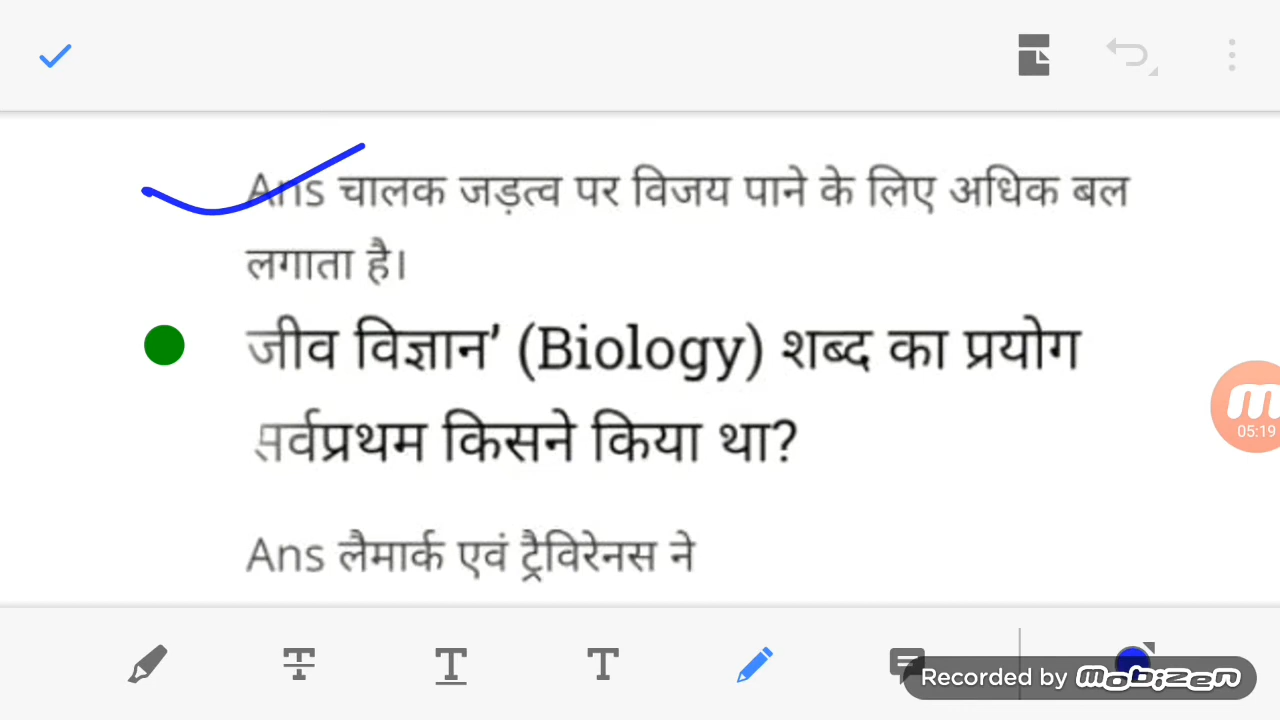 Ans चालक जड़त्व पर विजय पाने के लिए अधिक बल
लगाता है।
जीव विज्ञान’ (Biology) शब्द का प्रयोग
सर्वप्रथम किसने किया था?
Ans लैमार्क एवं ट्रैविरेनस ने
05:19
T
T
T
Recorded by mobizen